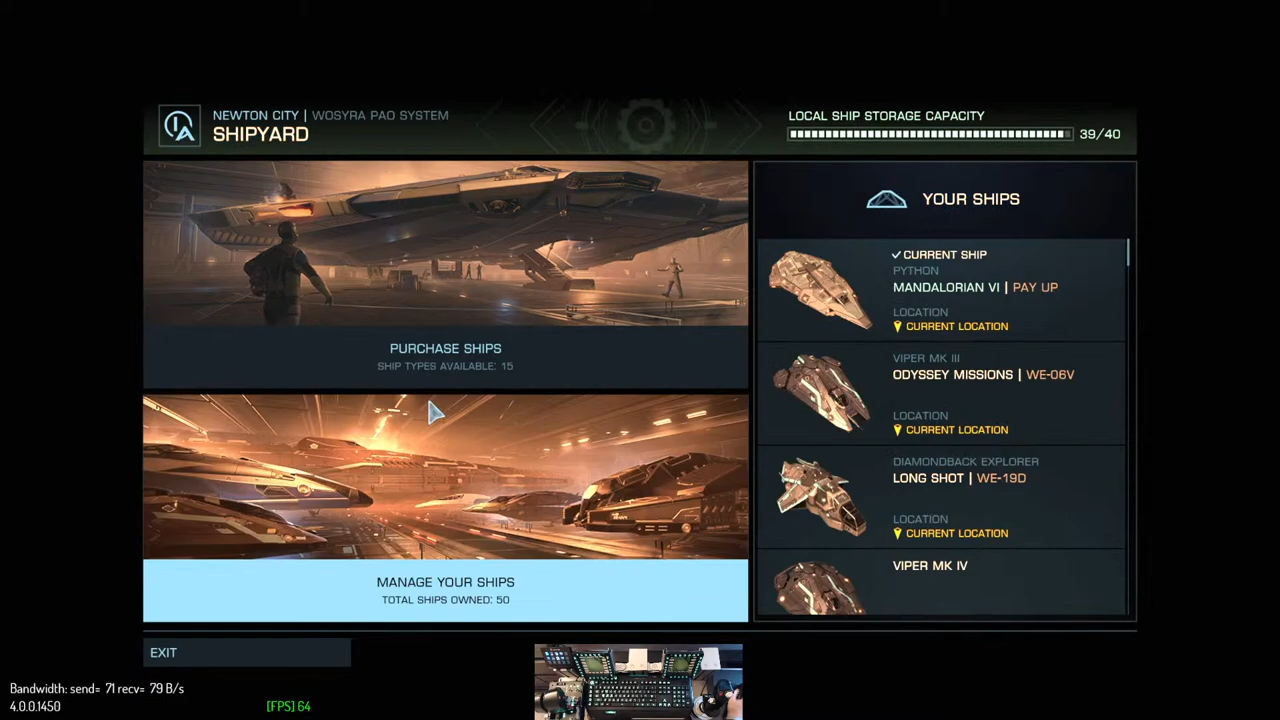 NEWTON CITY | WOSYRA PAO SYSTEM
SHIPYARD
LOCAL SHIP STORAGE CAPACITY
39/40
PURCHASE SHIPS
SHIP TYPES AVAILABLE: 15
MANAGE YOUR SHIPS
TOTAL SHIPS OWNED: 50
YOUR SHIPS
CURRENT SHIP
PYTHON
MANDALORIAN VI | PAY UP
LOCATION
CURRENT LOCATION
VIPER MK III
ODYSSEY MISSIONS | WE-06V
LOCATION
CURRENT LOCATION
DIAMONDBACK EXPLORER
LONG SHOT | WE-19D
LOCATION
CURRENT LOCATION
VIPER MK IV
EXIT
Bandwidth: send= 71 recv= 79 B/s
4.0.0.1450
[FPS] 64